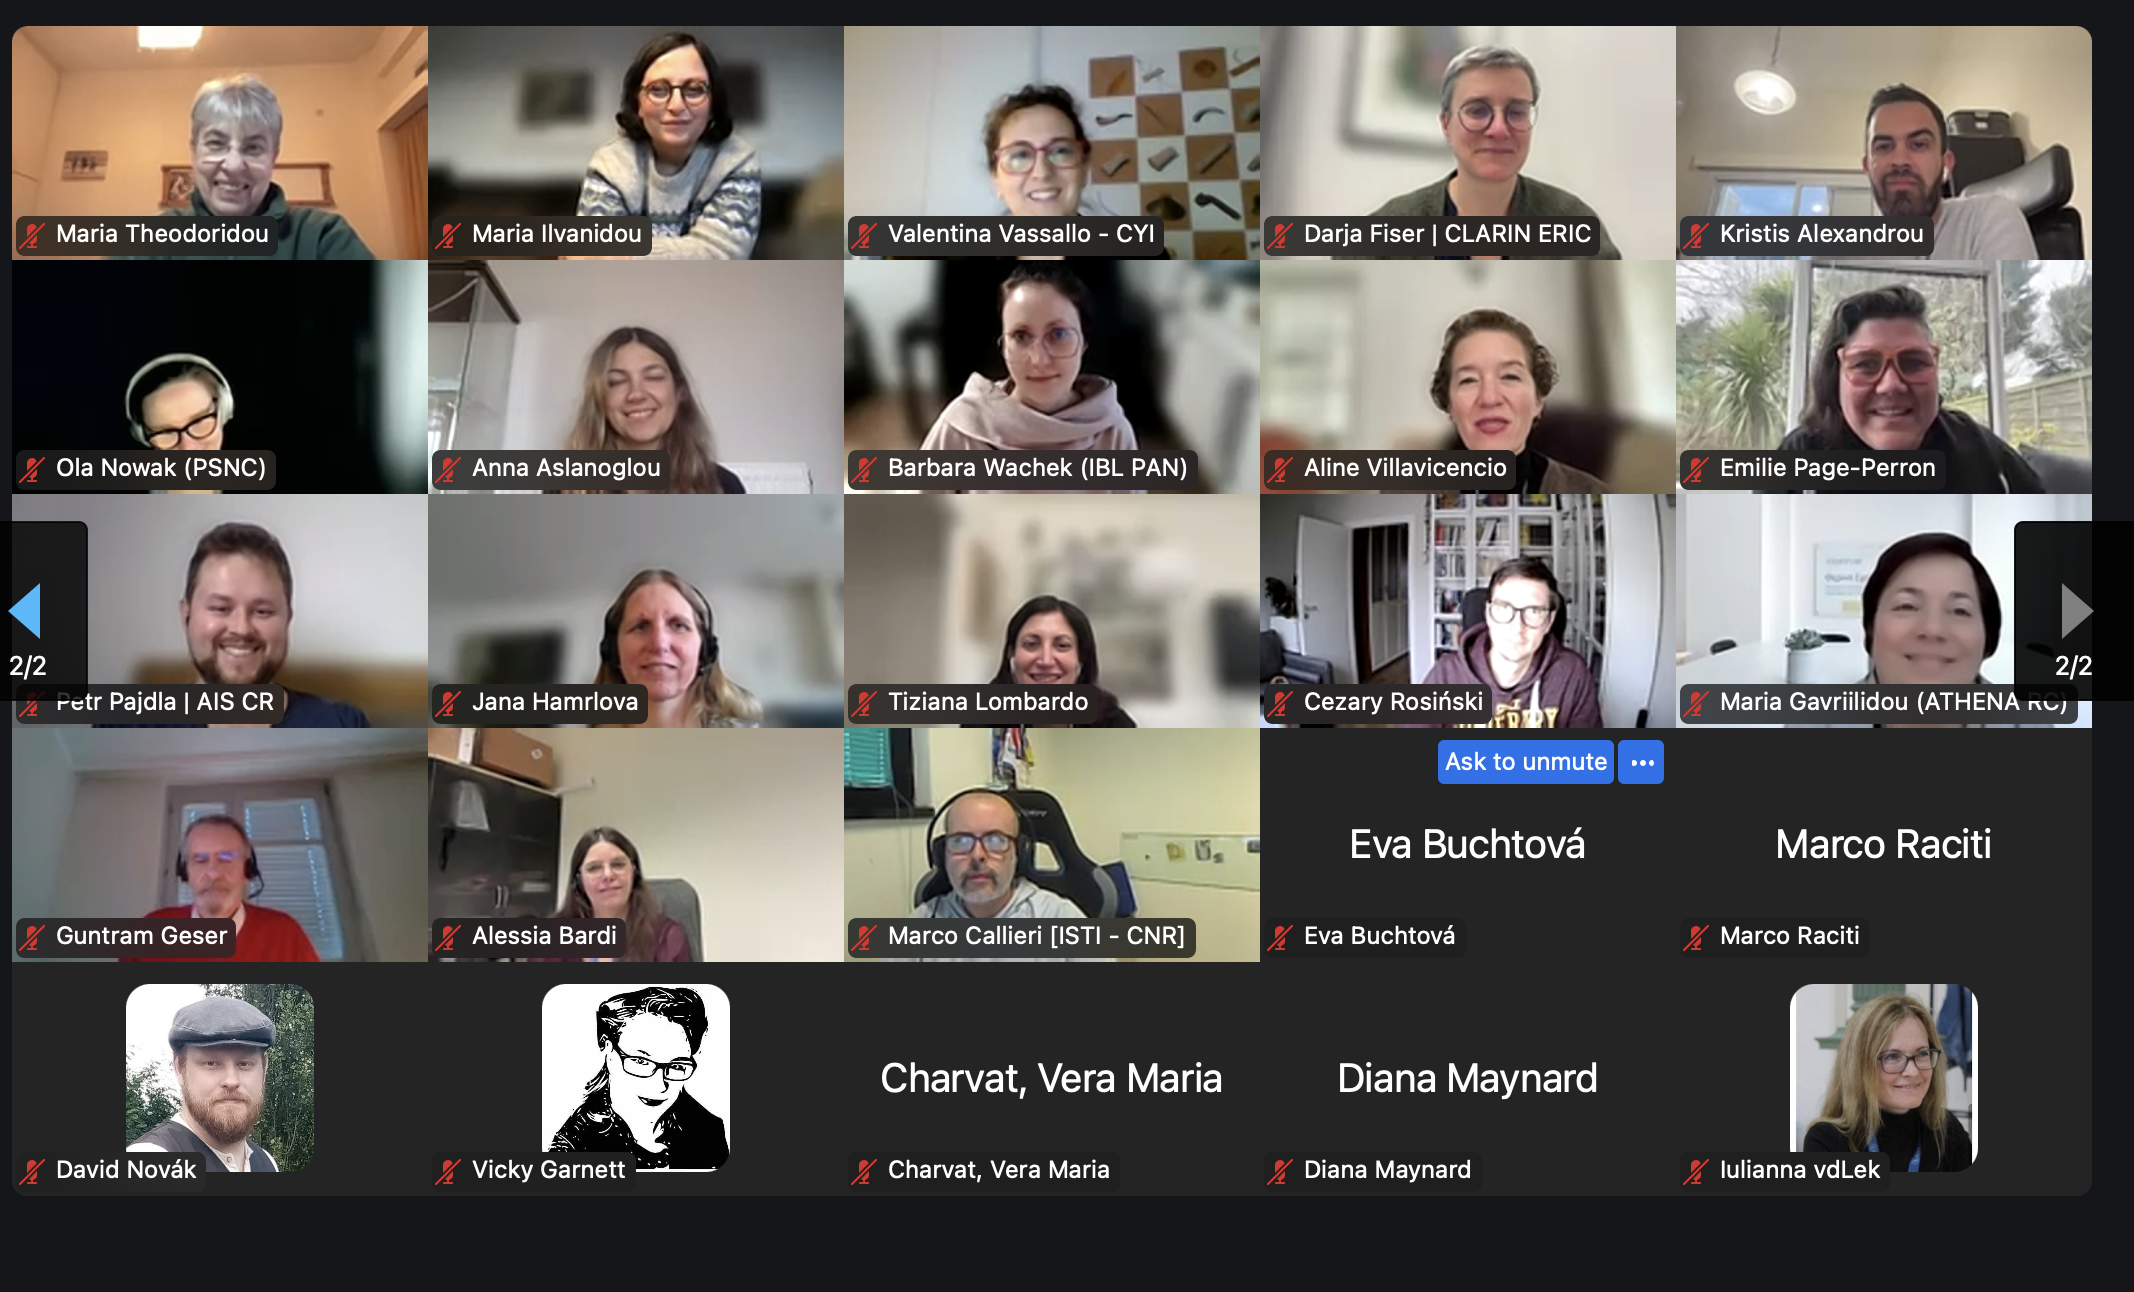 Maria Theodoridou
Maria Ilvanidou
Valentina Vassallo - CYI
Darja Fiser | CLARIN ERIC
Kristis Alexandrou
Ola Nowak (PSNC)
Anna Aslanoglou
Barbara Wachek (IBL PAN)
Aline Villavicencio
Emilie Page-Perron
2/2
2/2
Petr Pajdla | AIS CR
Jana Hamrlova
Tiziana Lombardo
Cezary Rosiński
Maria Gavriilidou (ATHENA RC)
Ask to unmute
Eva Buchtová
Marco Raciti
Guntram Geser
Alessia Bardi
Marco Callieri [ISTI - CNR]
Eva Buchtová
Marco Raciti
Charvat, Vera Maria
Diana Maynard
David Novák
Vicky Garnett
Charvat, Vera Maria
Diana Maynard
Iulianna vdLek